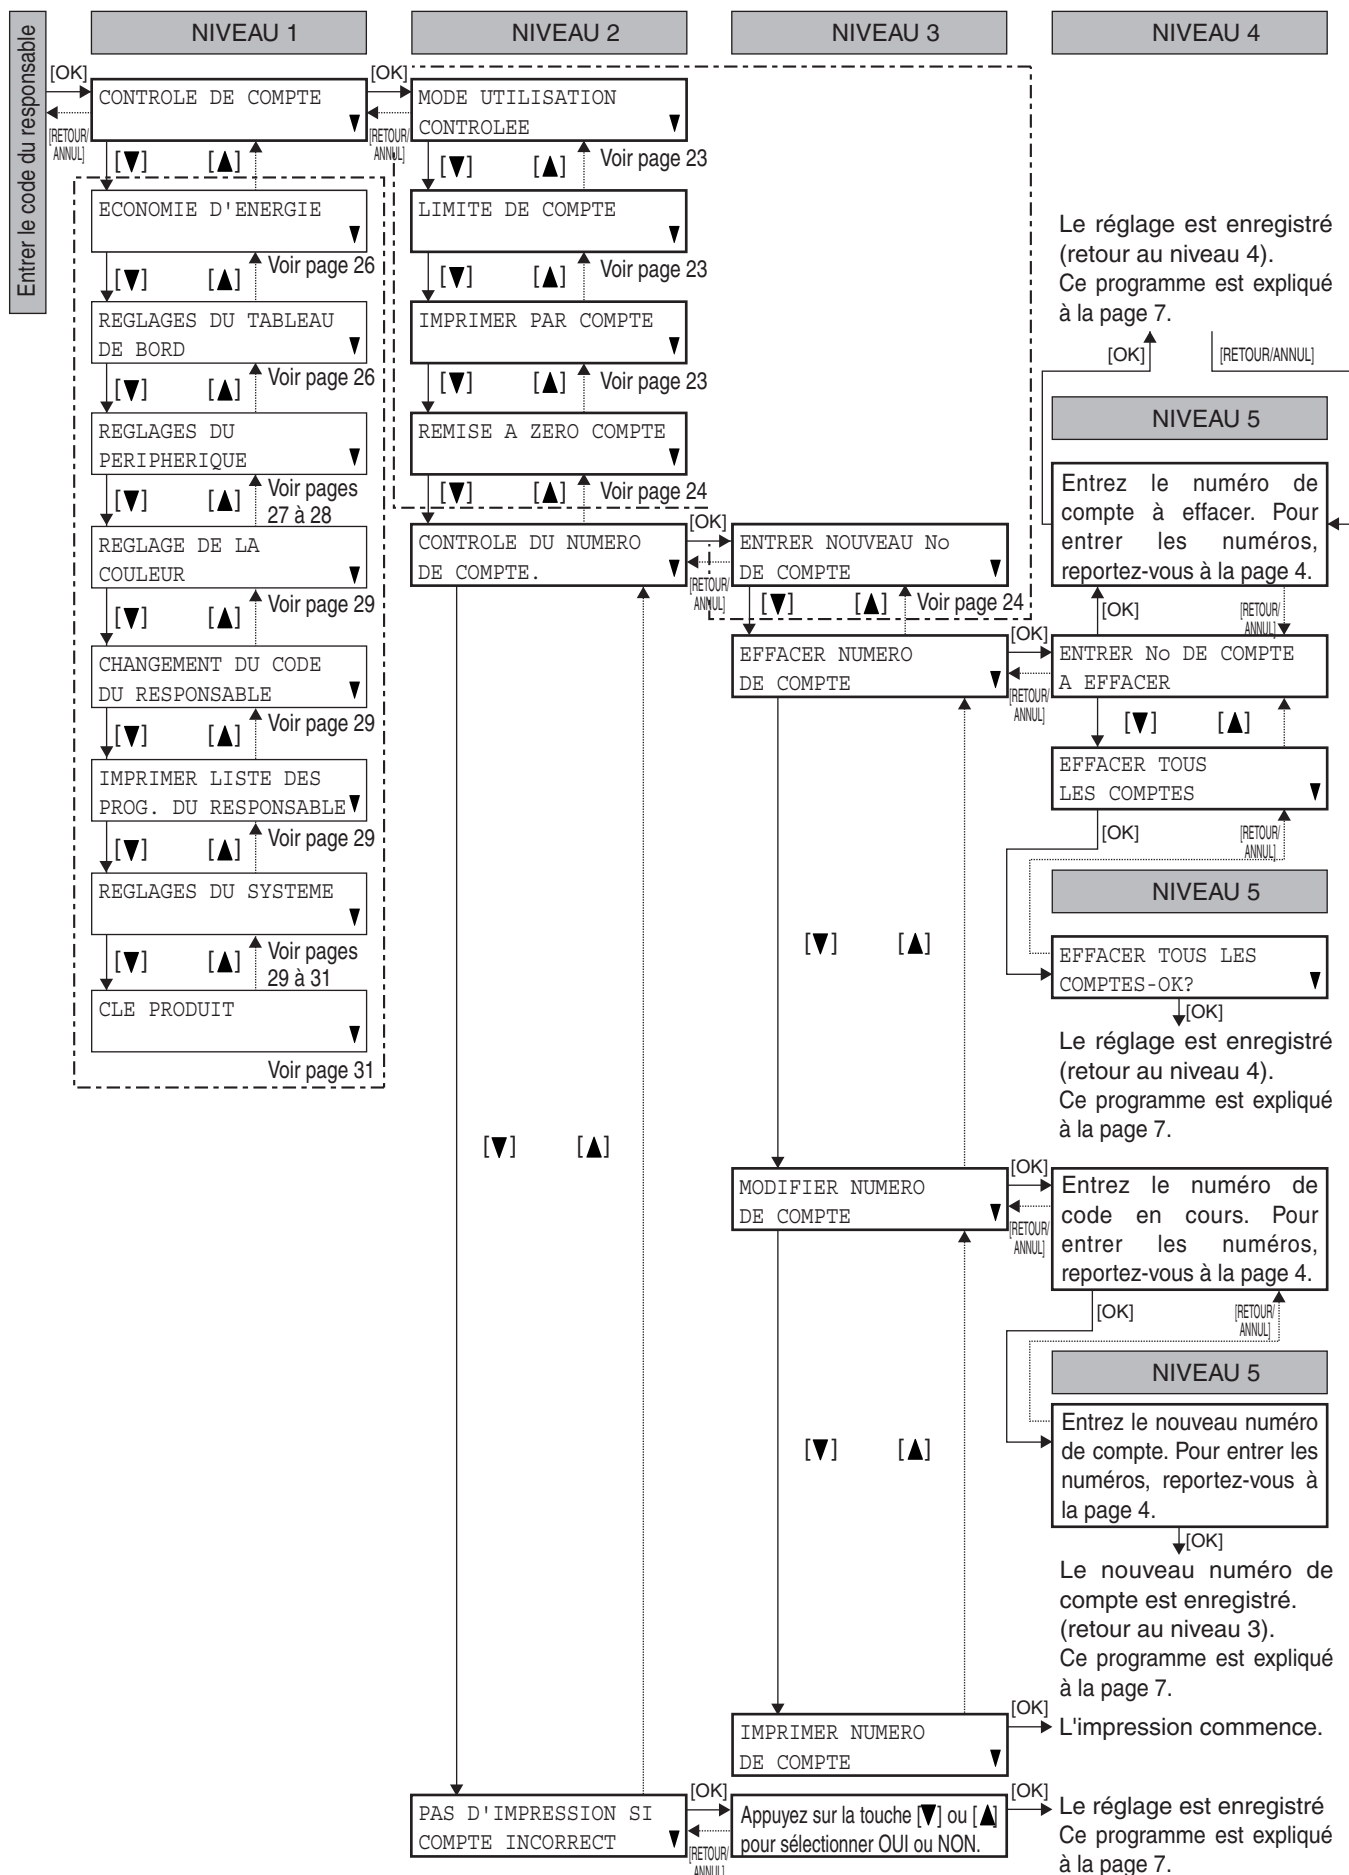 Entrer le code du responsable
NIVEAU 1
NIVEAU 2
NIVEAU 3
NIVEAU 4
[OK]
[RETOUR/
ANNUL]
CONTROLE DE COMPTE
▼
[▼]
[▲]
ECONOMIE D'ENERGIE
▼
[▼]
[▲]
Voir page 26
REGLAGES DU TABLEAU
DE BORD
▼
[▼]
[▲]
Voir page 26
REGLAGES DU
PERIPHERIQUE
▼
[▼]
[▲]
Voir pages
27 à 28
REGLAGE DE LA
COULEUR
▼
[▼]
[▲]
Voir page 29
CHANGEMENT DU CODE
DU RESPONSABLE
▼
[▼]
[▲]
Voir page 29
IMPRIMER LISTE DES
PROG. DU RESPONSABLE
▼
[▼]
[▲]
Voir page 29
REGLAGES DU SYSTEME
▼
[▼]
[▲]
Voir pages
29 à 31
CLE PRODUIT
▼
Voir page 31
[OK]
[RETOUR/
ANNUL]
MODE UTILISATION
CONTROLEE
▼
[▼]
[▲]
Voir page 23
LIMITE DE COMPTE
▼
[▼]
[▲]
Voir page 23
IMPRIMER PAR COMPTE
▼
[▼]
[▲]
Voir page 23
REMISE A ZERO COMPTE
▼
[▼]
[▲]
Voir page 24
CONTROLE DU NUMERO
DE COMPTE.
[▼]
[▲]
PAS D'IMPRESSION SI
COMPTE INCORRECT
▼
[OK]
[RETOUR/
ANNUL]
ENTRER NOUVEAU No
DE COMPTE
▼
[▼]
[▲]
Voir page 24
EFFACER NUMERO
DE COMPTE
▼
[▼]
[▲]
MODIFIER NUMERO
DE COMPTE
▼
[▼]
[▲]
IMPRIMER NUMERO
DE COMPTE
▼
[OK]
L'impression commence.
[OK]
[RETOUR/
ANNUL]
Appuyez sur la touche [▼] ou [▲]
pour sélectionner OUI ou NON.
[OK]
Le réglage est enregistré
Ce programme est expliqué
à la page 7.
Le réglage est enregistré
(retour au niveau 4).
Ce programme est expliqué
à la page 7.
[OK]
[RETOUR/ANNUL]
NIVEAU 5
Entrez le numéro de
compte à effacer. Pour
entrer les numéros,
reportez-vous à la page 4.
[OK]
[RETOUR/
ANNUL]
[OK]
[RETOUR/
ANNUL]
ENTRER No DE COMPTE
A EFFACER
[▼]
[▲]
EFFACER TOUS
LES COMPTES
▼
[OK]
[RETOUR/
ANNUL]
NIVEAU 5
EFFACER TOUS LES
COMPTES-OK?
▼
[OK]
Le réglage est enregistré
(retour au niveau 4).
Ce programme est expliqué
à la page 7.
[OK]
[RETOUR/
ANNUL]
Entrez le numéro de
code en cours. Pour
entrer les numéros,
reportez-vous à la page 4.
[OK]
[RETOUR/
ANNUL]
NIVEAU 5
Entrez le nouveau numéro
de compte. Pour entrer les
numéros, reportez-vous à
la page 4.
[OK]
Le nouveau numéro de
compte est enregistré.
(retour au niveau 3).
Ce programme est expliqué
à la page 7.